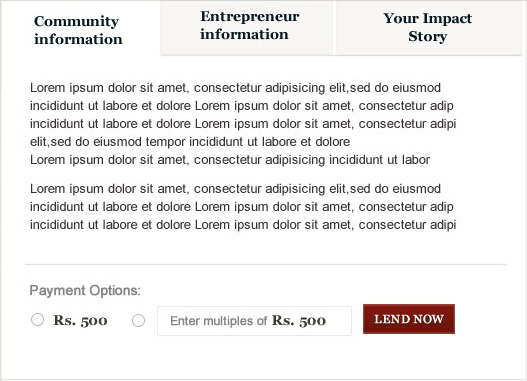 Community
information
Entrepreneur
information
Your Impact
Story
Lorem ipsum dolor sit amet, consectetur adipisicing elit,sed do eiusmod
incididunt ut labore et dolore Lorem ipsum dolor sit amet, consectetur adip
incididunt ut labore et dolore Lorem ipsum dolor sit amet, consectetur adipi
elit,sed do eiusmod tempor incididunt ut labore et dolore
Lorem ipsum dolor sit amet, consectetur adipisicing incididunt ut labor
Lorem ipsum dolor sit amet, consectetur adipisicing elit,sed do eiusmod
incididunt ut labore et dolore Lorem ipsum dolor sit amet, consectetur adip
incididunt ut labore et dolore Lorem ipsum dolor sit amet, consectetur adipi
Payment Options:
Rs. 500 Enter multiples of Rs. 500 LEND NOW